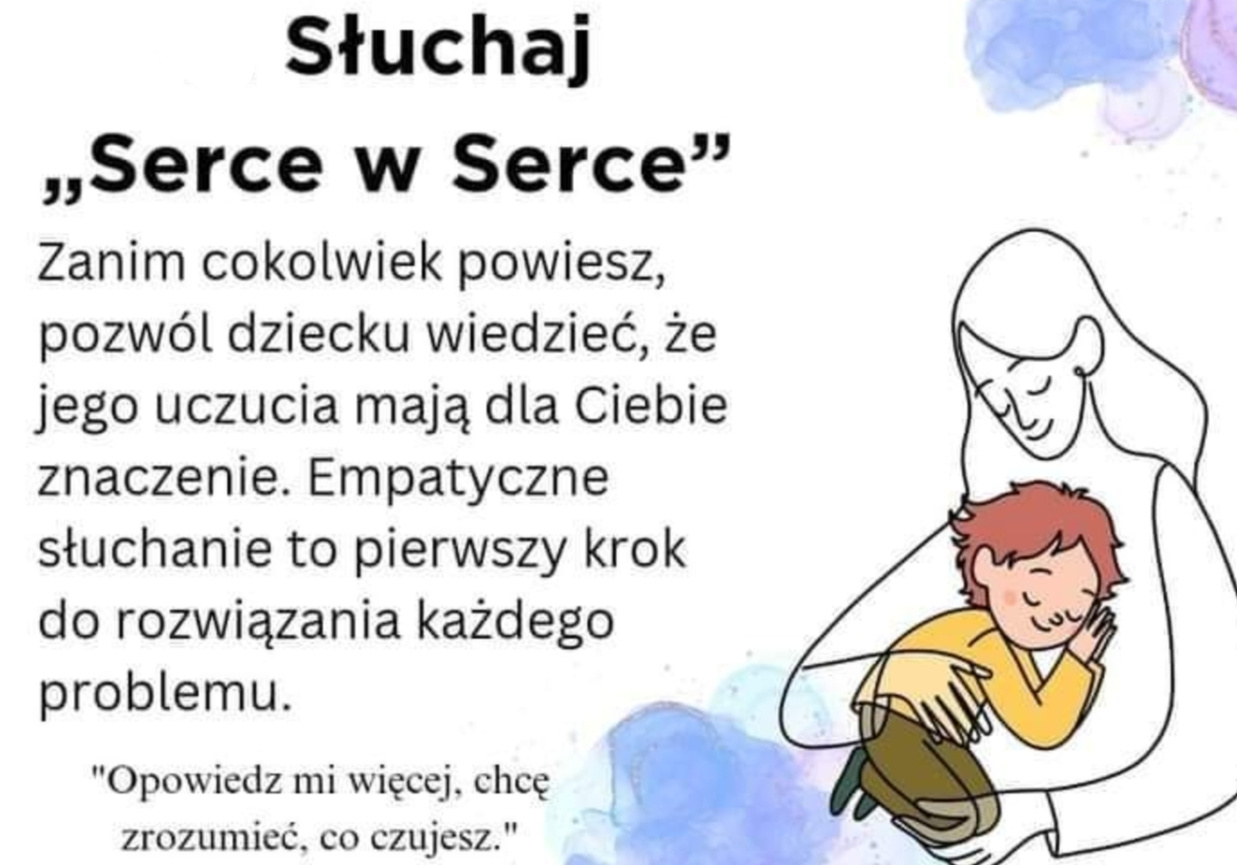 Słuchaj
„Serce w Serce”
Zanim cokolwiek powiesz,
pozwól dziecku wiedzieć, że
jego uczucia mają dla Ciebie
znaczenie. Empatyczne
słuchanie to pierwszy krok
do rozwiązania każdego
problemu.
"Opowiedz mi więcej, chcę
zrozumieć, co czujesz."